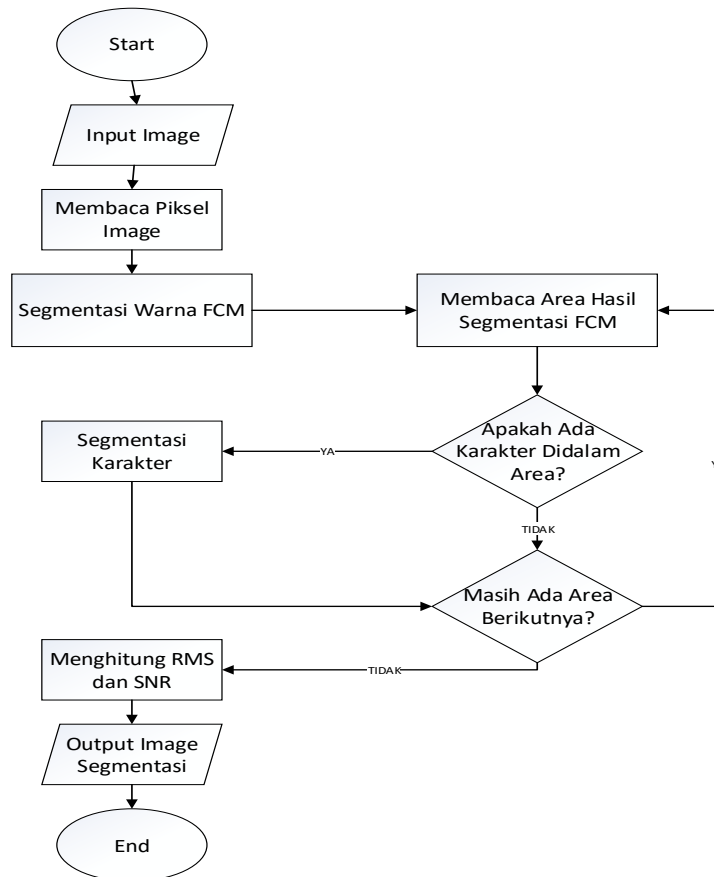 Start
Input Image
Membaca Piksel
Image
Segmentasi Warna FCM
Membaca Area Hasil
Segmentasi FCM
Apakah Ada
Karakter Didalam
Area?
YA
Segmentasi
Karakter
TIDAK
Masih Ada Area
Berikutnya?
TIDAK
Menghitung RMS
dan SNR
Output Image
Segmentasi
End